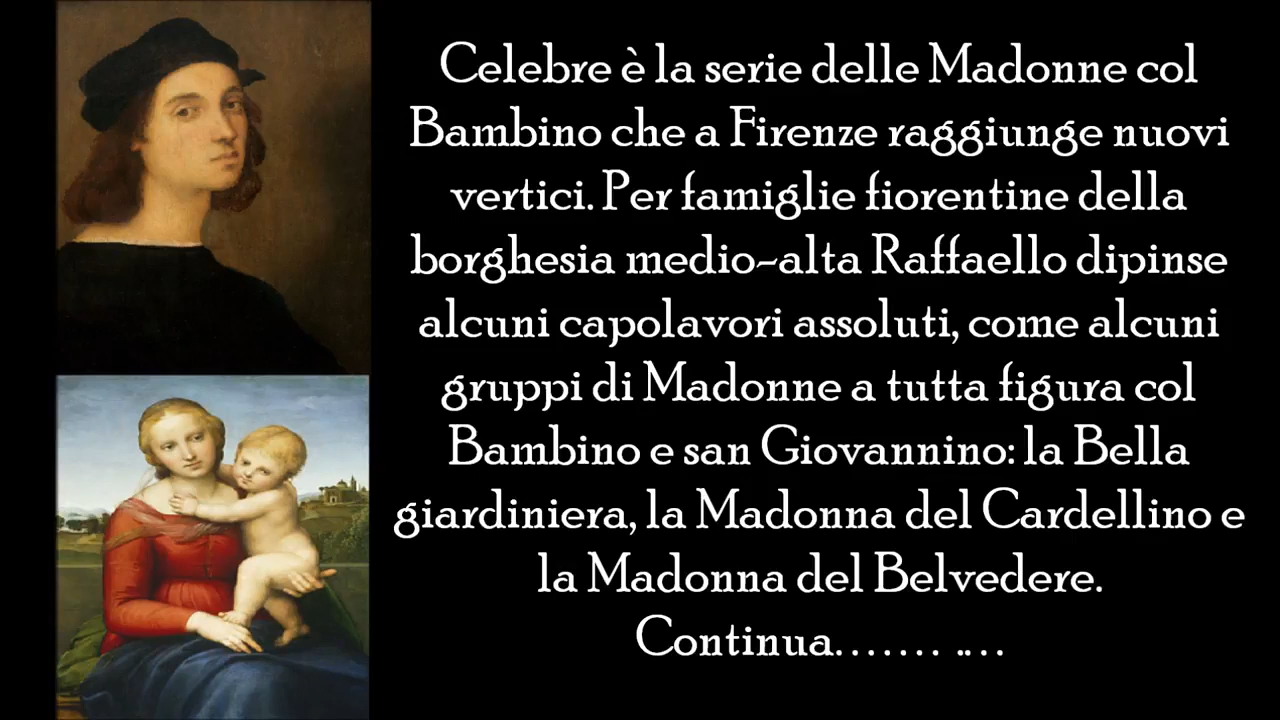 Celebre è la serie delle Madonne col
Bambino che a Firenze raggiunge nuovi
vertici. Per famiglie fiorentine della
borghesia medio-alta Raffaello dipinse
alcuni capolavori assoluti, come alcuni
gruppi di Madonne a tutta figura col
Bambino e san Giovannino: la Bella
giardiniera, la Madonna del Cardellino e
la Madonna del Belvedere.
Continua....... ....